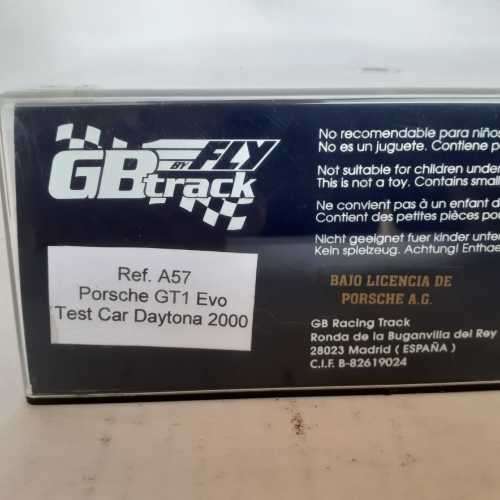 GB track
BY FLY
Ref. A57
Porsche GT1 Evo
Test Car Daytona 2000
No recomendable para niños
No es un juguete. Contiene
Not suitable for children under
This is not a toy. Contains small
Ne convient pas à un enfant d
Contient des petites pièces
Nicht geeignet fuer kinder
Kein spielzeug. Achtung!
BAJO LICENCIA DE
PORSCHE A.G.
GB Racing Track
Ronda de la Buganvilla del Rey
28023 Madrid ( ESPAÑA )
C.I.F. B-82619024